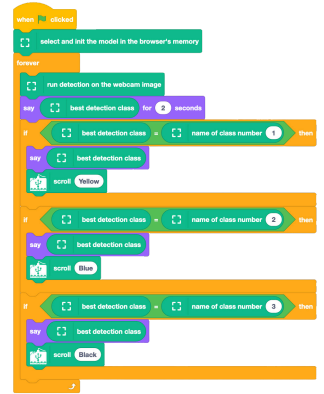 when clicked
select and init the model in the browser's memory
forever
run detection on the webcam image
say best detection class for 2 seconds
if best detection class = name of class number 1 then
say best detection class
scroll Yellow
if best detection class = name of class number 2 then
say best detection class
scroll Blue
if best detection class = name of class number 3 then
say best detection class
scroll Black